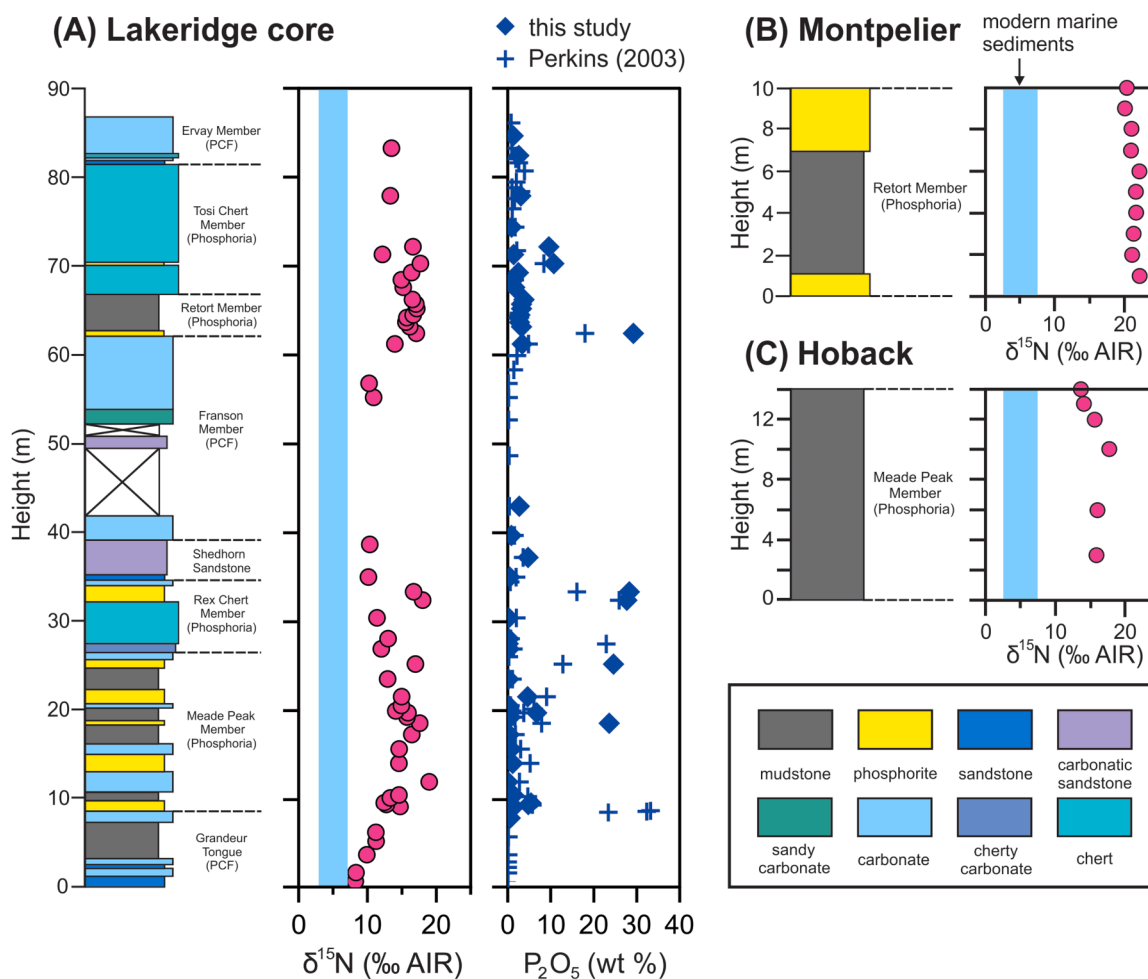 (A) Lakeridge core
this study
Perkins (2003)
90
80
70
60
50
40
30
20
10
0
Height (m)
Ervay Member
(PCF)
Tosi Chert
Member
(Phosphoria)
Retort Member
(Phosphoria)
Franson
Member
(PCF)
Shedhorn
Sandstone
Rex Chert
Member
(Phosphoria)
Meade Peak
Member
(Phosphoria)
Grandeur
Tongue
(PCF)
0 10 20
δ¹⁵N (‰ AIR)
0 10 20 30 40
P₂O₅ (wt %)
(B) Montpelier
modern marine
sediments
10
8
6
4
2
0
Height (m)
Retort Member
(Phosphoria)
0 10 20
δ¹⁵N (‰ AIR)
(C) Hoback
12
8
4
0
Height (m)
Meade Peak
Member
(Phosphoria)
0 10 20
δ¹⁵N (‰ AIR)
mudstone
phosphorite
sandstone
carbonatic
sandstone
sandy
carbonate
carbonate
cherty
carbonate
chert